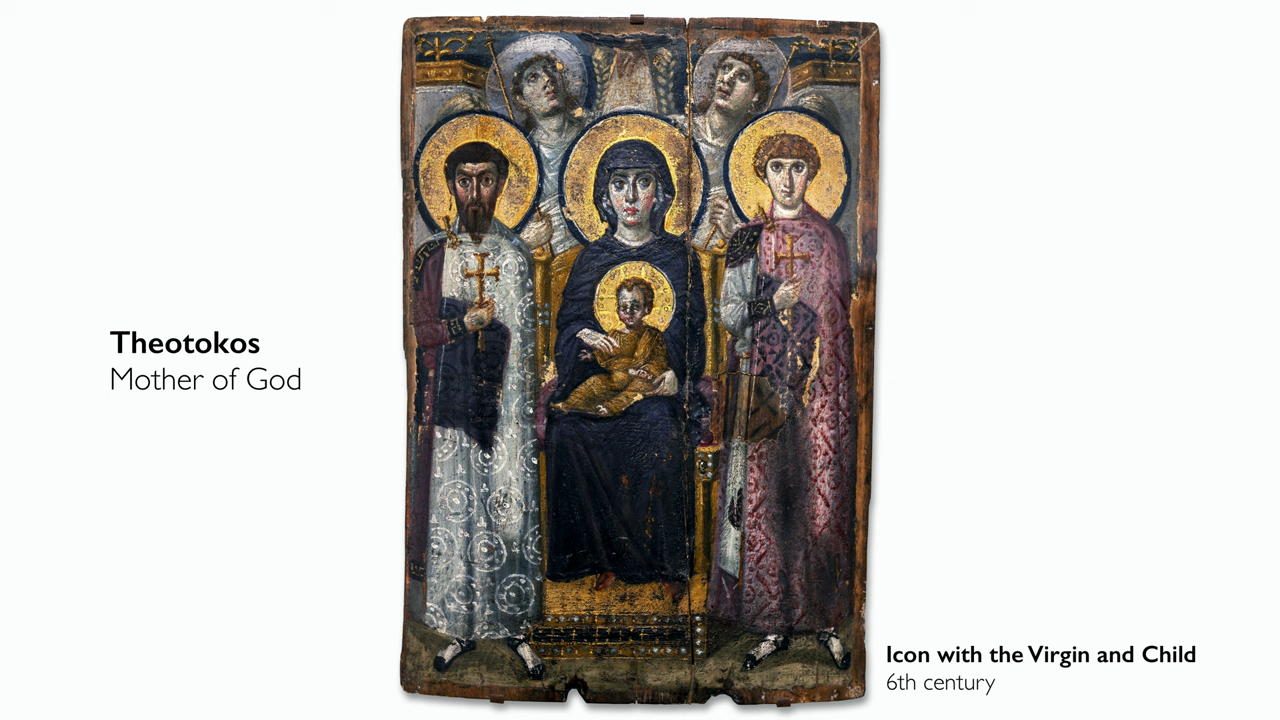 Theotokos
Mother of God
Icon with the Virgin and Child
6th century